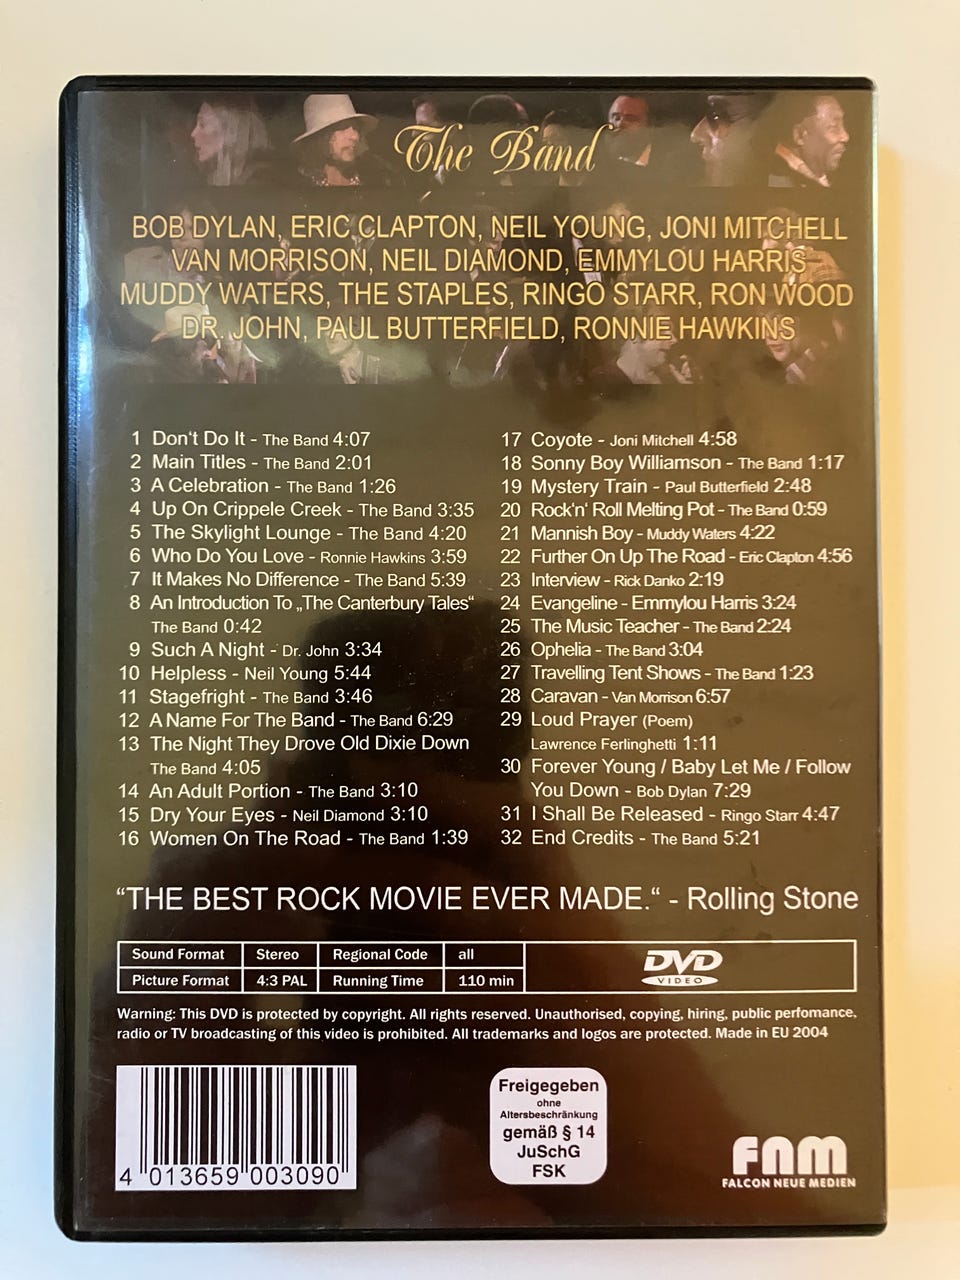 The Band
BOB DYLAN, ERIC CLAPTON, NEIL YOUNG, JONI MITCHELL
VAN MORRISON, NEIL DIAMOND, EMMYLOU HARRIS
MUDDY WATERS, THE STAPLES, RINGO STARR, RON WOOD
DR. JOHN, PAUL BUTTERFIELD, RONNIE HAWKINS
1 Don't Do It - The Band 4:07
2 Main Titles - The Band 2:01
3 A Celebration - The Band 1:26
4 Up On Crippele Creek - The Band 3:35
5 The Skylight Lounge - The Band 4:20
6 Who Do You Love - Ronnie Hawkins 3:59
7 It Makes No Difference - The Band 5:39
8 An Introduction To „The Canterbury Tales“
The Band 0:42
9 Such A Night - Dr. John 3:34
10 Helpless - Neil Young 5:44
11 Stagefright - The Band 3:46
12 A Name For The Band - The Band 6:29
13 The Night They Drove Old Dixie Down
The Band 4:05
14 An Adult Portion - The Band 3:10
15 Dry Your Eyes - Neil Diamond 3:10
16 Women On The Road - The Band 1:39
17 Coyote - Joni Mitchell 4:58
18 Sonny Boy Williamson - The Band 1:17
19 Mystery Train - Paul Butterfield 2:48
20 Rock'n' Roll Melting Pot - The Band 0:59
21 Mannish Boy - Muddy Waters 4:22
22 Further On Up The Road - Eric Clapton 4:56
23 Interview - Rick Danko 2:19
24 Evangeline - Emmylou Harris 3:24
25 The Music Teacher - The Band 2:24
26 Ophelia - The Band 3:04
27 Travelling Tent Shows - The Band 1:23
28 Caravan - Van Morrison 6:57
29 Loud Prayer (Poem)
Lawrence Ferlinghetti 1:11
30 Forever Young / Baby Let Me / Follow
You Down - Bob Dylan 7:29
31 I Shall Be Released - Ringo Starr 4:47
32 End Credits - The Band 5:21
“THE BEST ROCK MOVIE EVER MADE.“ - Rolling Stone
Sound Format Stereo Regional Code all
Picture Format 4:3 PAL Running Time 110 min
DVD
VIDEO
Warning: This DVD is protected by copyright. All rights reserved. Unauthorised, copying, hiring, public perfomance,
radio or TV broadcasting of this video is prohibited. All trademarks and logos are protected. Made in EU 2004
4 013659 003090
Freigegeben
ohne
Altersbeschränkung
gemäß § 14
JuSchG
FSK
FNM
FALCON NEUE MEDIEN